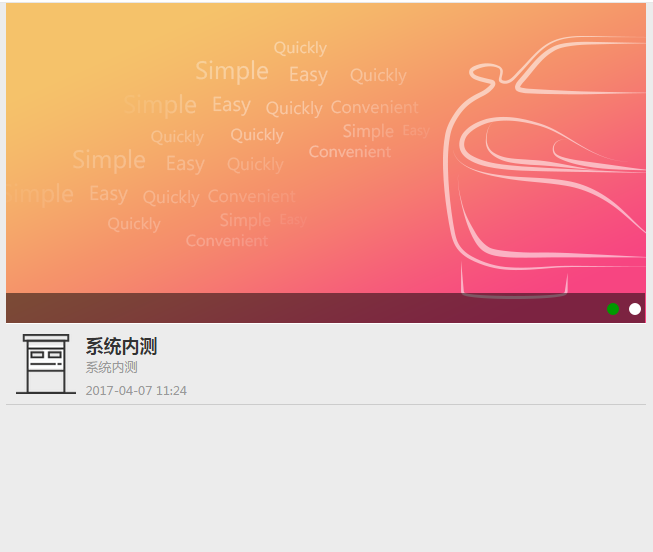 Quickly
Simple Easy Quickly
Simple Easy Quickly Convenient
Quickly Quickly Simple Easy
Convenient
Simple Easy Quickly
Simple Easy Quickly Convenient
Quickly Simple Easy
Convenient
系统内测
系统内测
2017-04-07 11:24